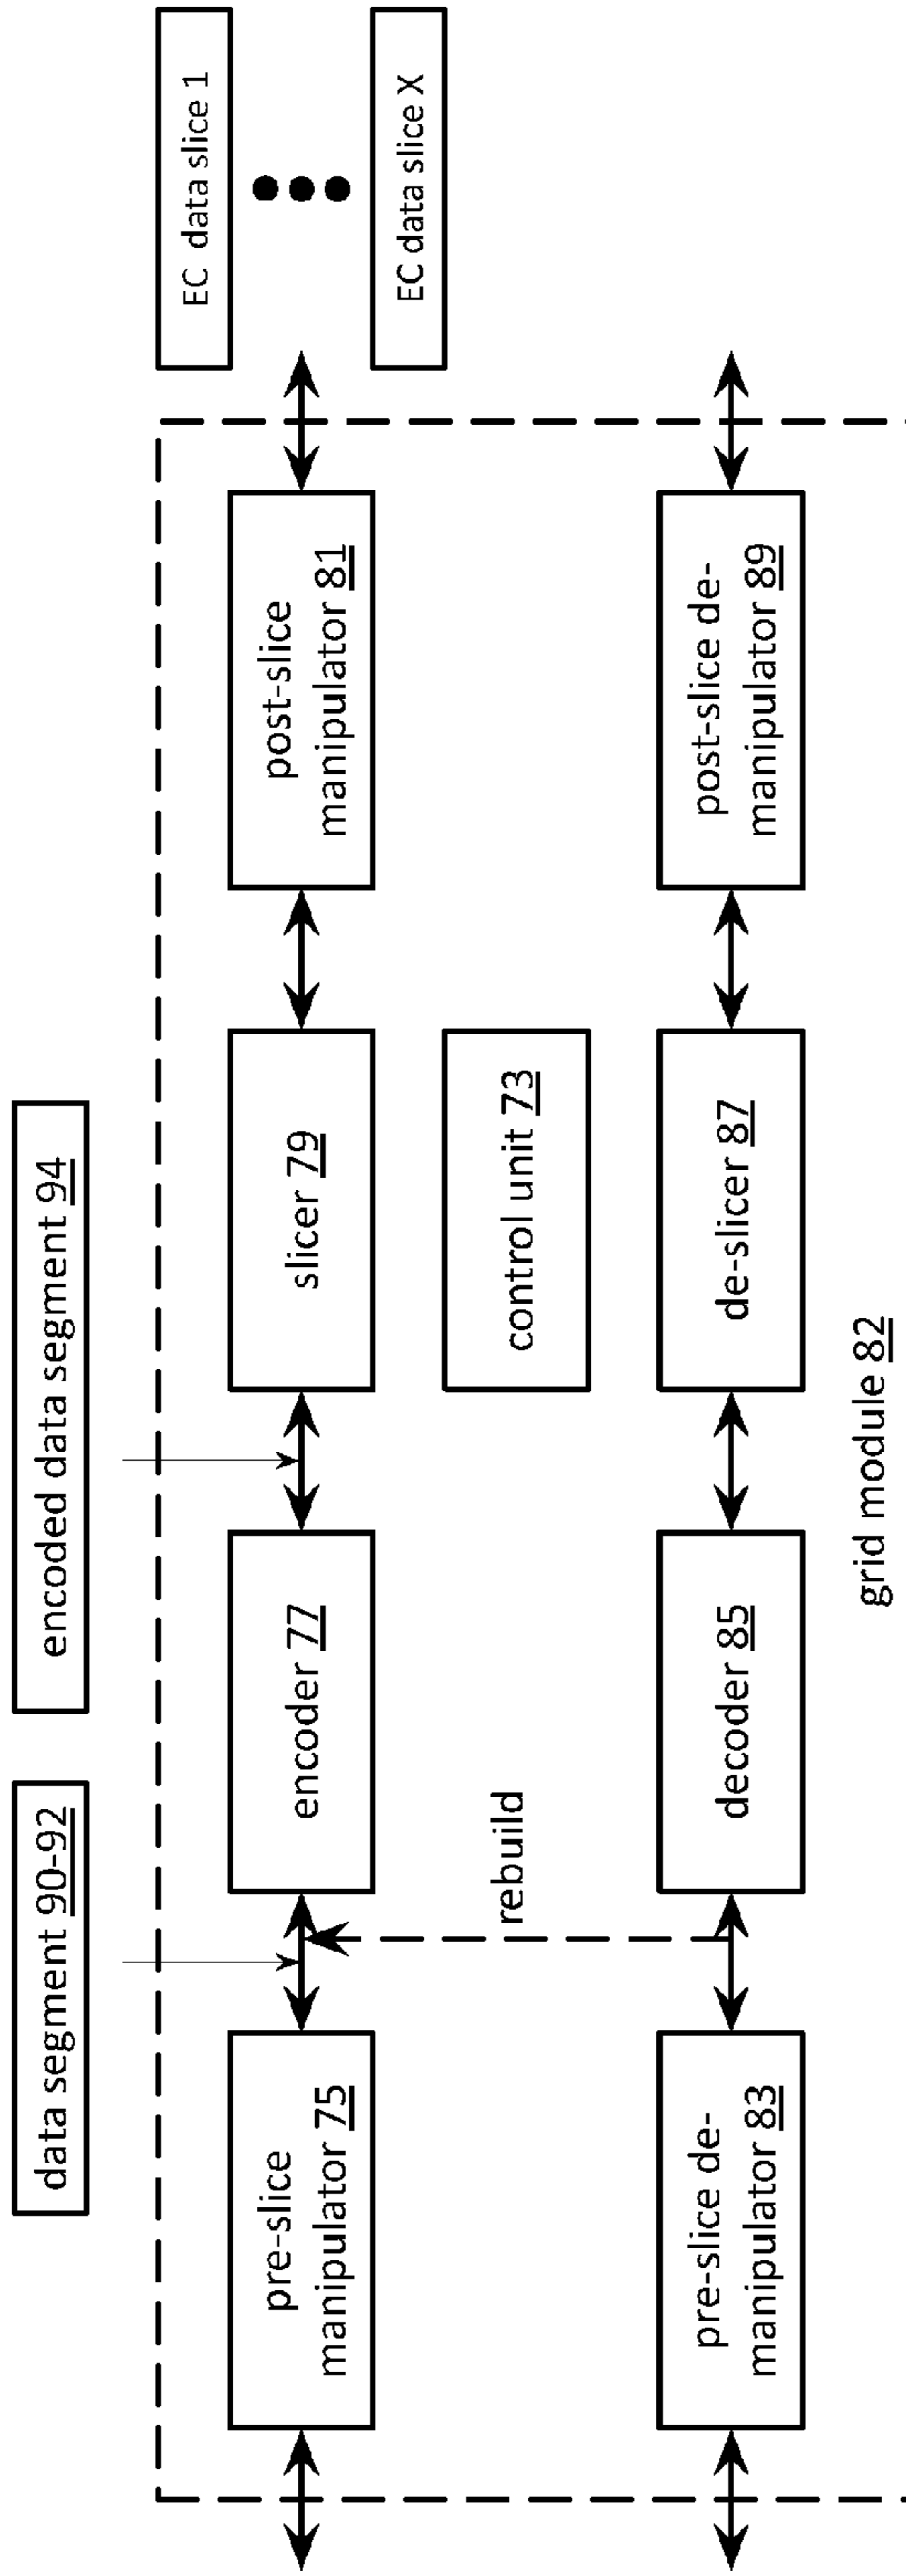 data segment 90-92
encoded data segment 94
EC data slice 1
EC data slice X
pre-slice
manipulator 75
encoder 77
slicer 79
post-slice
manipulator 81
rebuild
control unit 73
pre-slice de-
manipulator 83
decoder 85
de-slicer 87
post-slice de-
manipulator 89
grid module 82